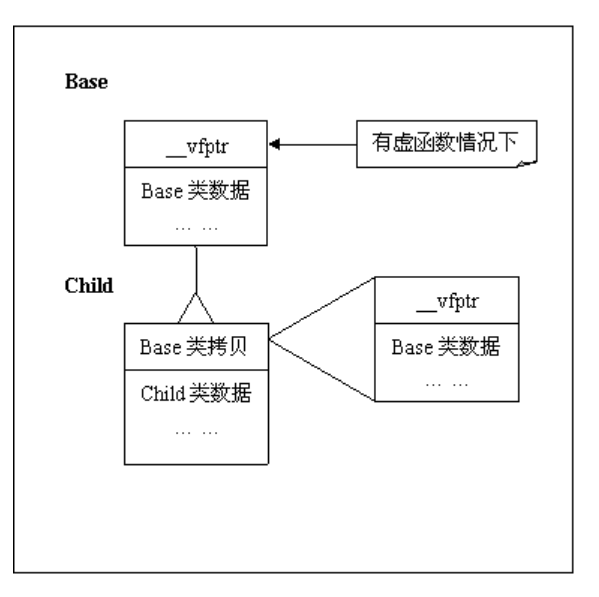 Base
__vfptr
有虚函数情况下
Base 类数据
… …
Child
__vfptr
Base 类拷贝
Base 类数据
Child 类数据
… …
… …